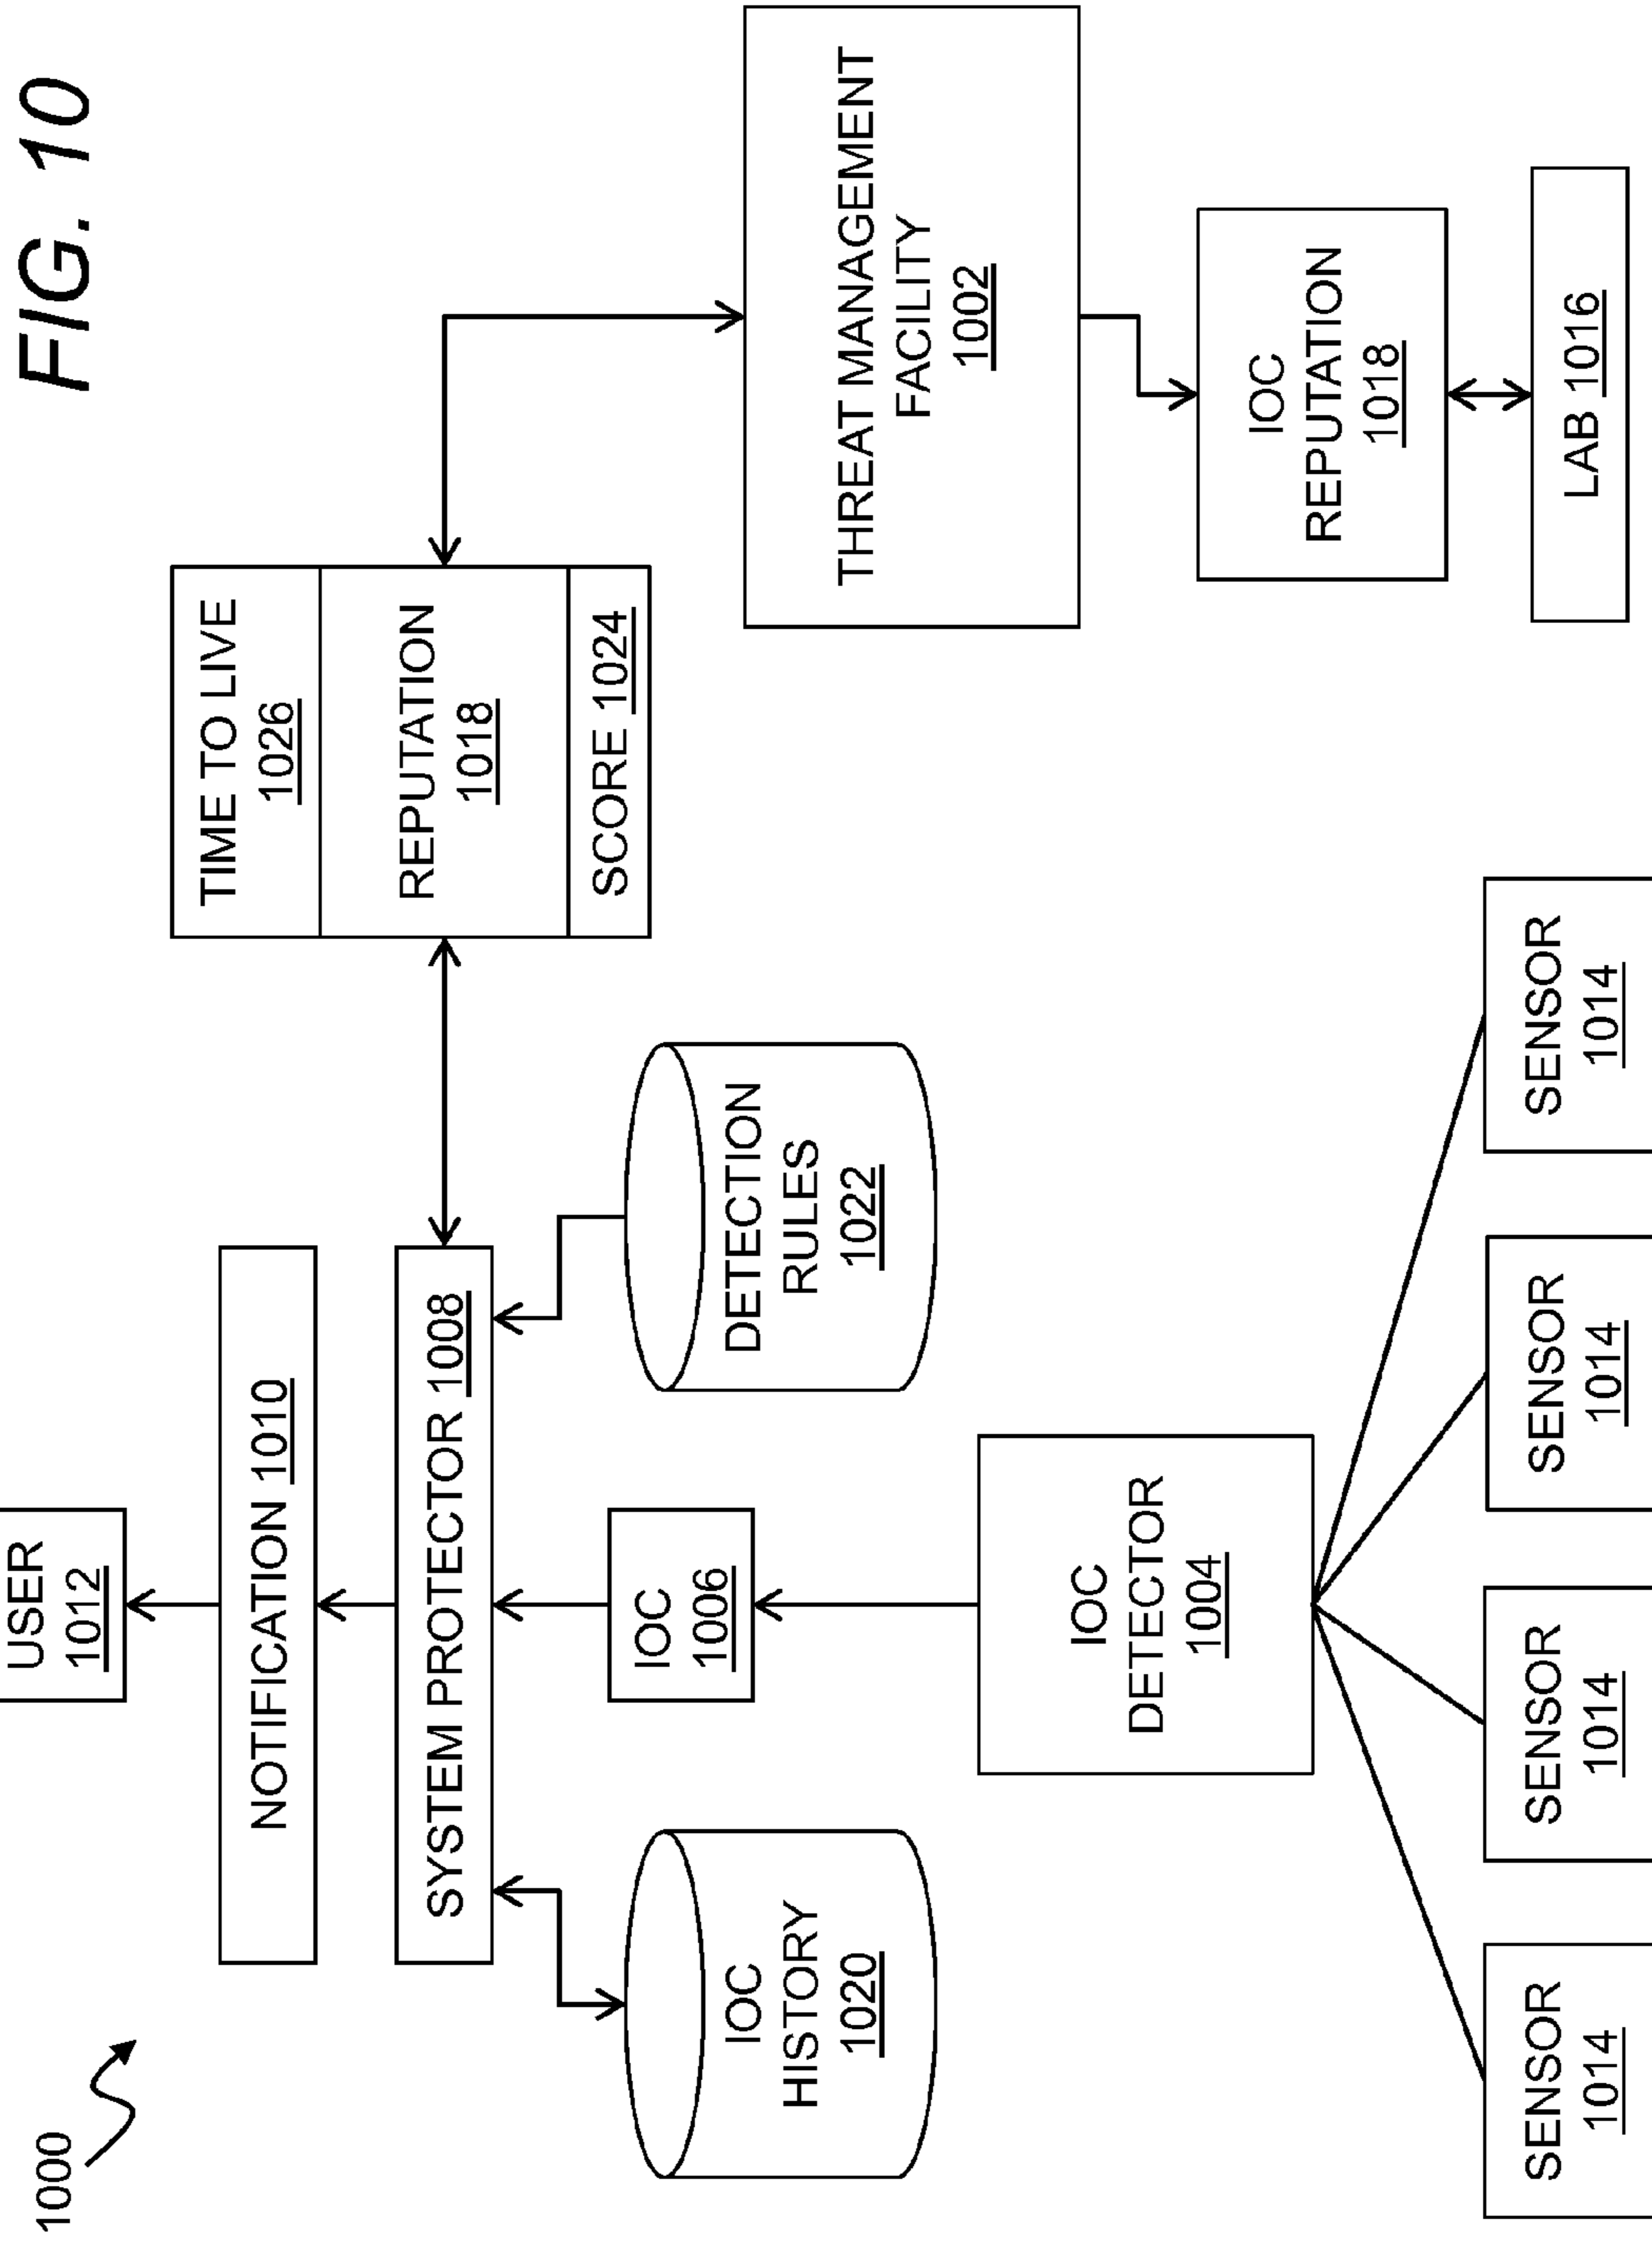 FIG. 10
1000
USER
1012
NOTIFICATION 1010
SYSTEM PROTECTOR 1008
TIME TO LIVE
1026
REPUTATION
1018
SCORE 1024
IOC
HISTORY
1020
IOC
1006
DETECTION
RULES
1022
THREAT MANAGEMENT
FACILITY
1002
IOC
DETECTOR
1004
IOC
REPUTATION
1018
LAB 1016
SENSOR
1014
SENSOR
1014
SENSOR
1014
SENSOR
1014